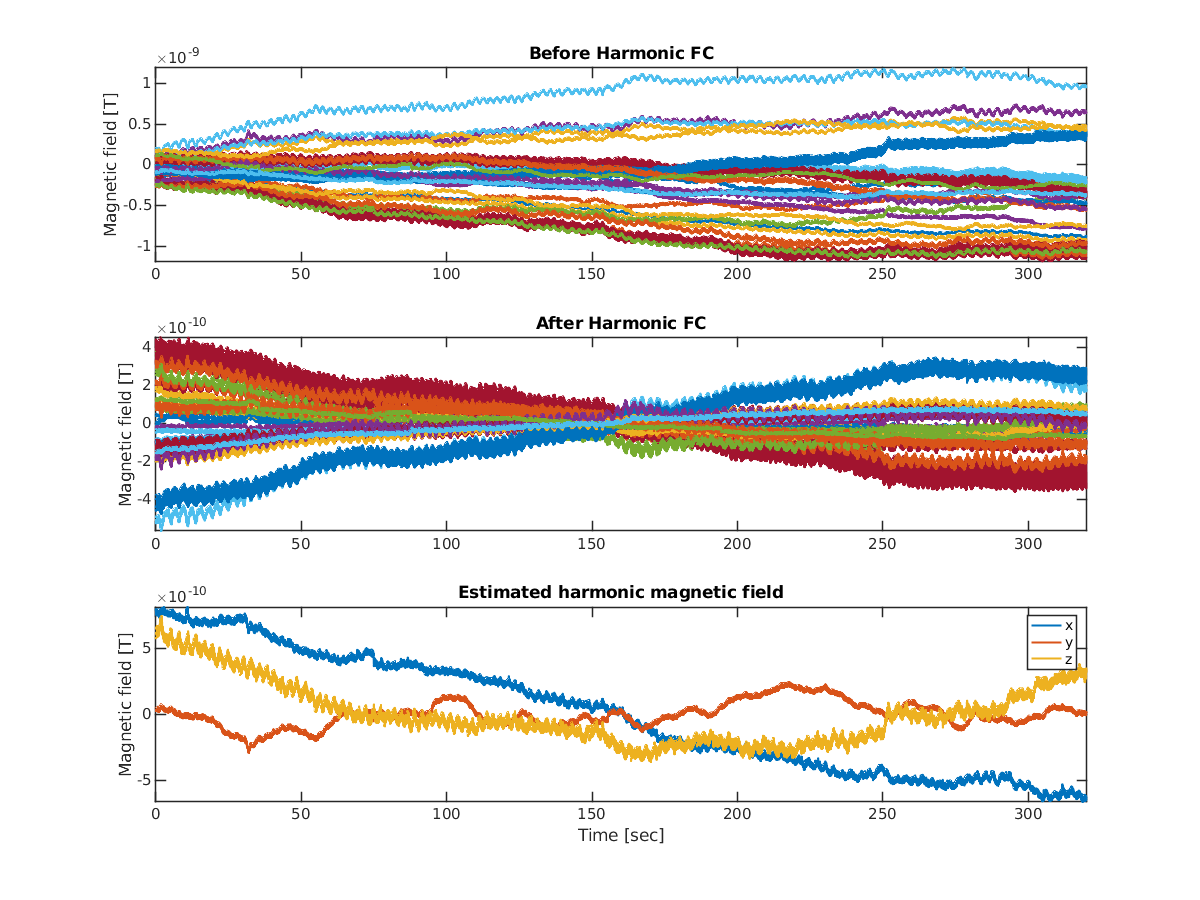 Before Harmonic FC
×10-9
Magnetic field [T]
1
0.5
0
-0.5
-1
0 50 100 150 200 250 300
After Harmonic FC
×10-10
Magnetic field [T]
4
2
0
-2
-4
0 50 100 150 200 250 300
Estimated harmonic magnetic field
×10-10
Magnetic field [T]
5
0
-5
x
y
z
0 50 100 150 200 250 300
Time [sec]